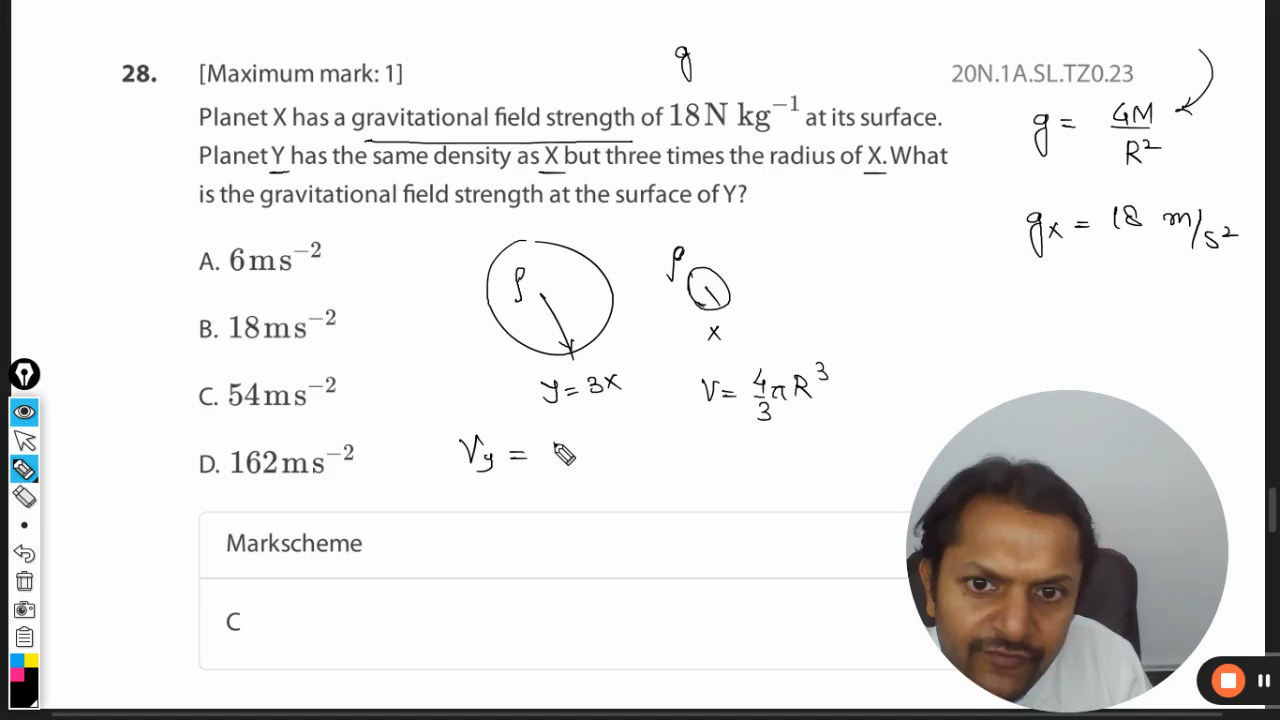 g
28. [Maximum mark: 1] 20N.1A.SL.TZ0.23
Planet X has a gravitational field strength of 18 N kg⁻¹ at its surface.
Planet Y has the same density as X but three times the radius of X. What
is the gravitational field strength at the surface of Y?
g = GM / R²
gₓ = 18 m/s²
A. 6 m s⁻²
B. 18 m s⁻²
C. 54 m s⁻²
D. 162 m s⁻²
ρ
ρ
x
y = 3x
V = 4/3 π R³
Vy =
Markscheme
C